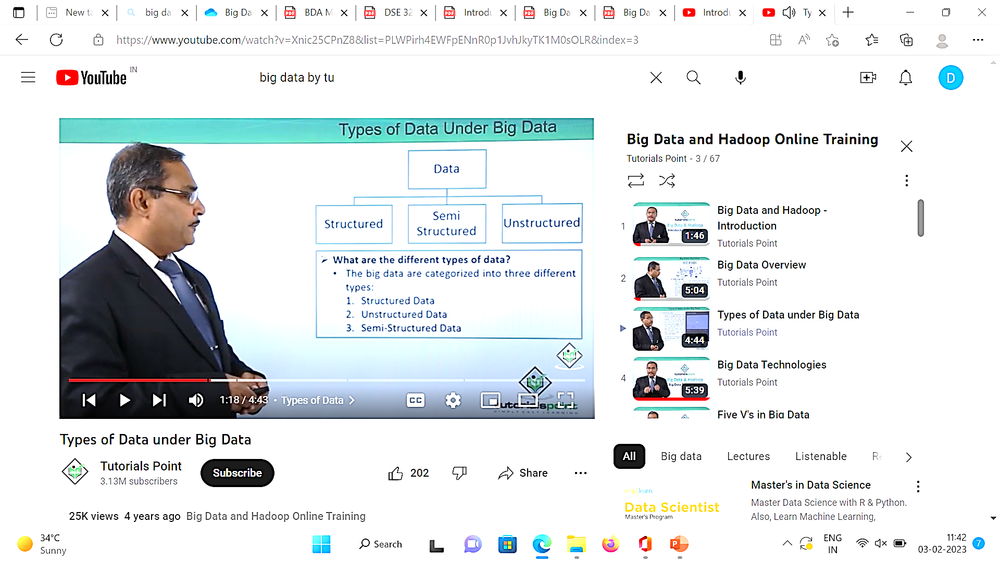 New ta
big da
Big Da
BDA M
DSE 32
Introdu
Big Da
Big Da
Introdu
Ty
https://www.youtube.com/watch?v=Xnic25CPnZ8&list=PLWPirh4EWFpENnR0p1JvhJkyTK1M0sOLR&index=3
YouTube IN
big data by tu
D
Types of Data Under Big Data
Data
Structured
Semi
Structured
Unstructured
What are the different types of data?
• The big data are categorized into three different
types:
1. Structured Data
2. Unstructured Data
3. Semi-Structured Data
1:18 / 4:43 • Types of Data
CC
tutorialspoint
SIMPLY EASY LEARNING
Types of Data under Big Data
Tutorials Point
3.13M subscribers
Subscribe
202
Share
25K views 4 years ago Big Data and Hadoop Online Training
Big Data and Hadoop Online Training
Tutorials Point - 3 / 67
1
1:46
Big Data and Hadoop -
Introduction
Tutorials Point
2
5:04
Big Data Overview
Tutorials Point
4:44
Types of Data under Big Data
Tutorials Point
4
5:39
Big Data Technologies
Tutorials Point
Five V's in Big Data
All
Big data
Lectures
Listenable
Re
simplilearn
Data Scientist
Master's Program
Master's in Data Science
Master Data Science with R & Python.
Also, Learn Machine Learning,
34°C
Sunny
Search
ENG
IN
11:42
03-02-2023
7